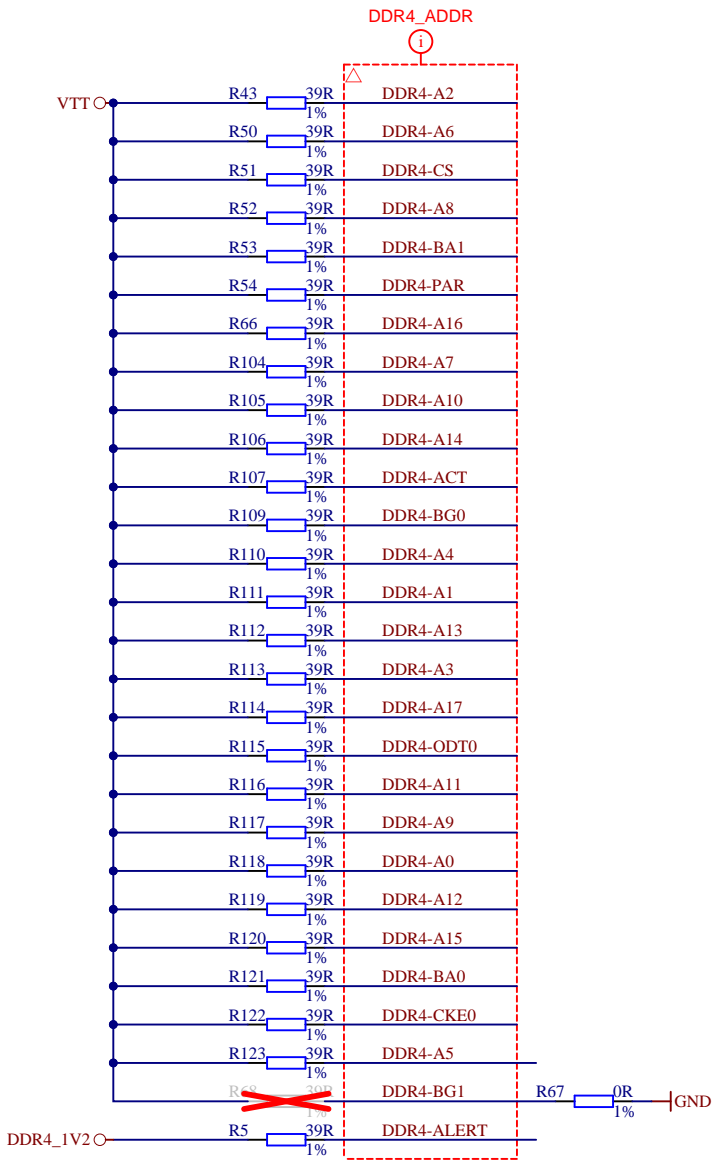 DDR4_ADDR
i
VTT
R43 39R DDR4-A2
1%
R50 39R DDR4-A6
1%
R51 39R DDR4-CS
1%
R52 39R DDR4-A8
1%
R53 39R DDR4-BA1
1%
R54 39R DDR4-PAR
1%
R66 39R DDR4-A16
1%
R104 39R DDR4-A7
1%
R105 39R DDR4-A10
1%
R106 39R DDR4-A14
1%
R107 39R DDR4-ACT
1%
R109 39R DDR4-BG0
1%
R110 39R DDR4-A4
1%
R111 39R DDR4-A1
1%
R112 39R DDR4-A13
1%
R113 39R DDR4-A3
1%
R114 39R DDR4-A17
1%
R115 39R DDR4-ODT0
1%
R116 39R DDR4-A11
1%
R117 39R DDR4-A9
1%
R118 39R DDR4-A0
1%
R119 39R DDR4-A12
1%
R120 39R DDR4-A15
1%
R121 39R DDR4-BA0
1%
R122 39R DDR4-CKE0
1%
R123 39R DDR4-A5
1%
R68 39R DDR4-BG1 R67 0R GND
1% 1%
DDR4_1V2 R5 39R DDR4-ALERT
1%